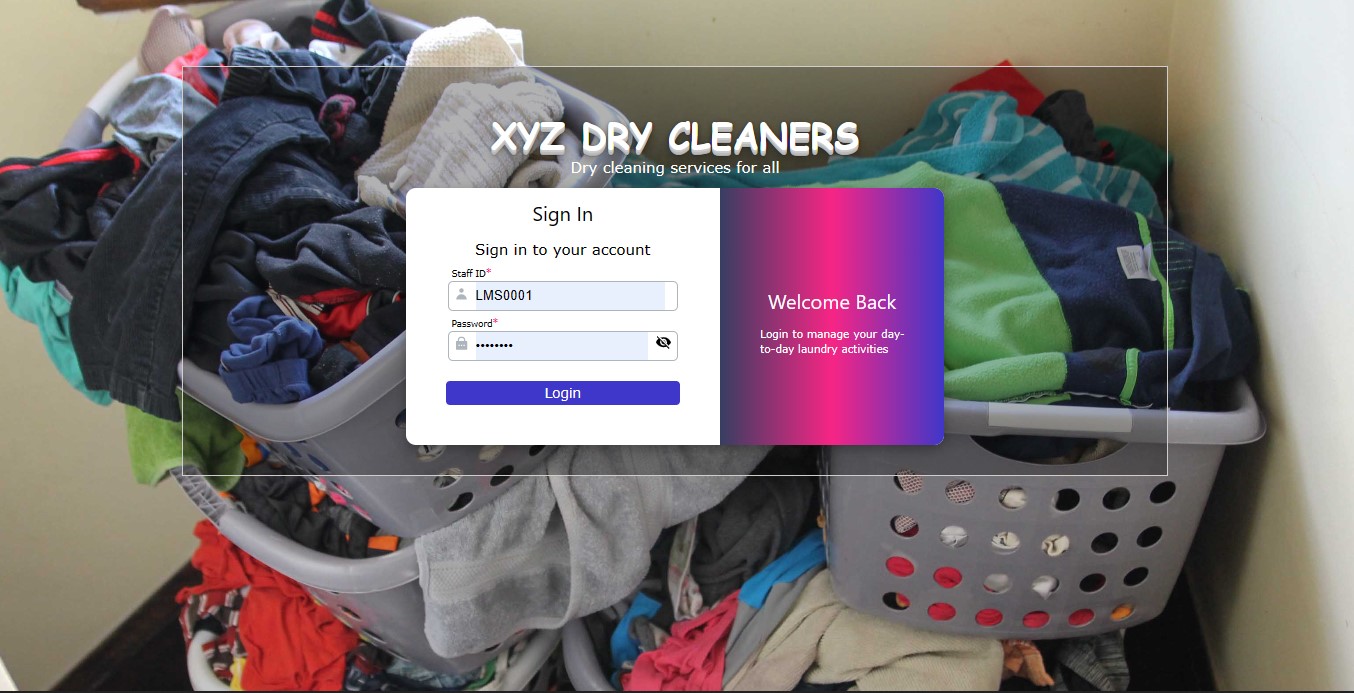 XYZ DRY CLEANERS
Dry cleaning services for all
Sign In
Sign in to your account
Staff ID*
LMS0001
Password*
••••••••
Login
Welcome Back
Login to manage your day-
to-day laundry activities